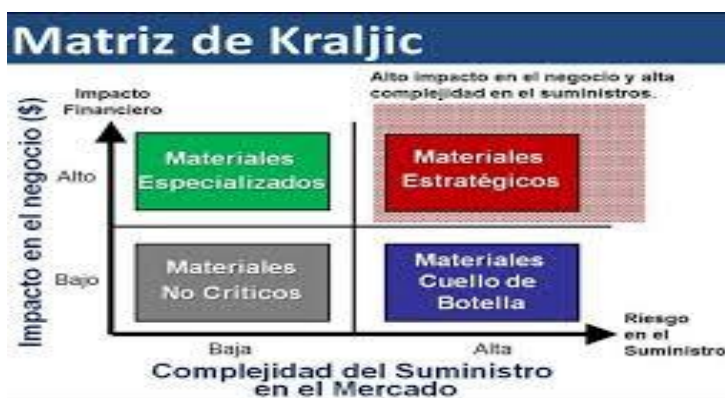 Matriz de Kraljic
Impacto en el negocio ($)
Impacto
Financiero
Alto impacto en el negocio y alta
complejidad en el suministros.
Alto
Materiales
Especializados
Materiales
Estratégicos
Bajo
Materiales
No Críticos
Materiales
Cuello de
Botella
Riesgo
en el
Suministro
Baja
Alta
Complejidad del Suministro
en el Mercado